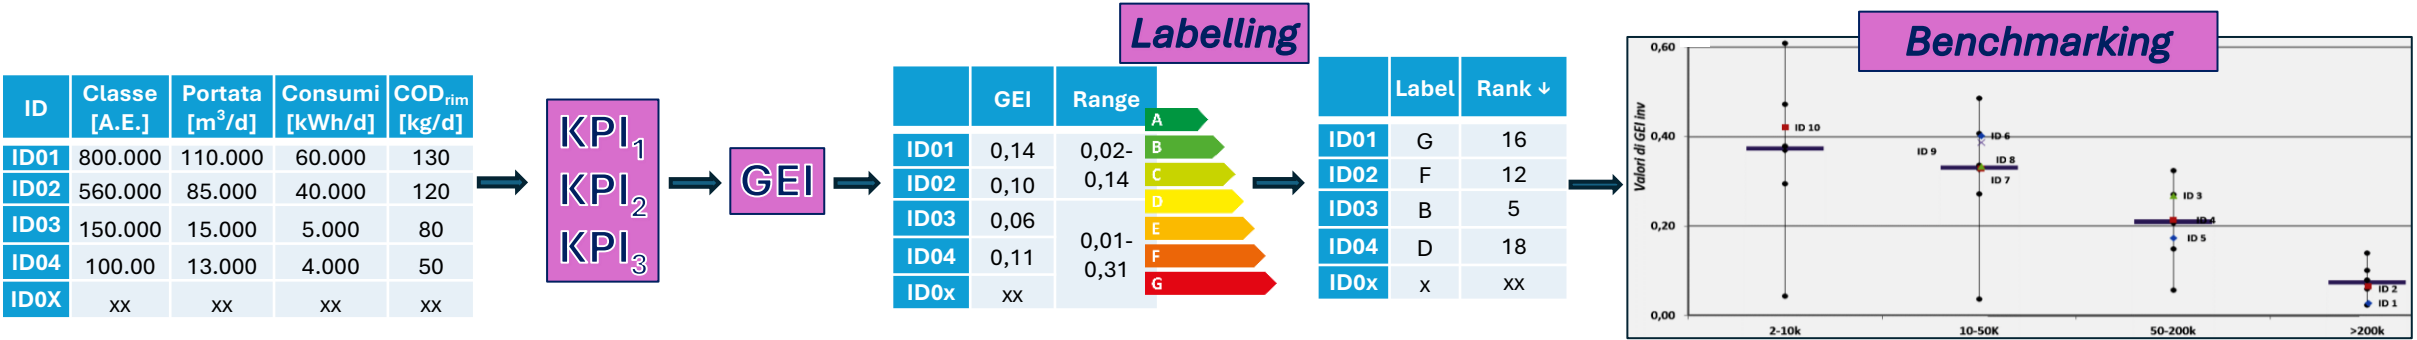 ID Classe [A.E.] Portata [m³/d] Consumi [kWh/d] CODrim [kg/d]
ID01 800.000 110.000 60.000 130
ID02 560.000 85.000 40.000 120
ID03 150.000 15.000 5.000 80
ID04 100.00 13.000 4.000 50
ID0X xx xx xx xx
KPI1
KPI2
KPI3
GEI
Labelling
GEI Range
ID01 0,14
ID02 0,10
0,02-
0,14
ID03 0,06
ID04 0,11
ID0x xx
0,01-
0,31
A
B
C
D
E
F
G
Label Rank ↓
ID01 G 16
ID02 F 12
ID03 B 5
ID04 D 18
ID0x x xx
Benchmarking
Valori di GEI inv
0,60
0,40
0,20
0,00
ID 10
ID 6
ID 9
ID 8
ID 7
ID 3
ID 4
ID 5
ID 2
ID 1
2-10k 10-50K 50-200k >200k